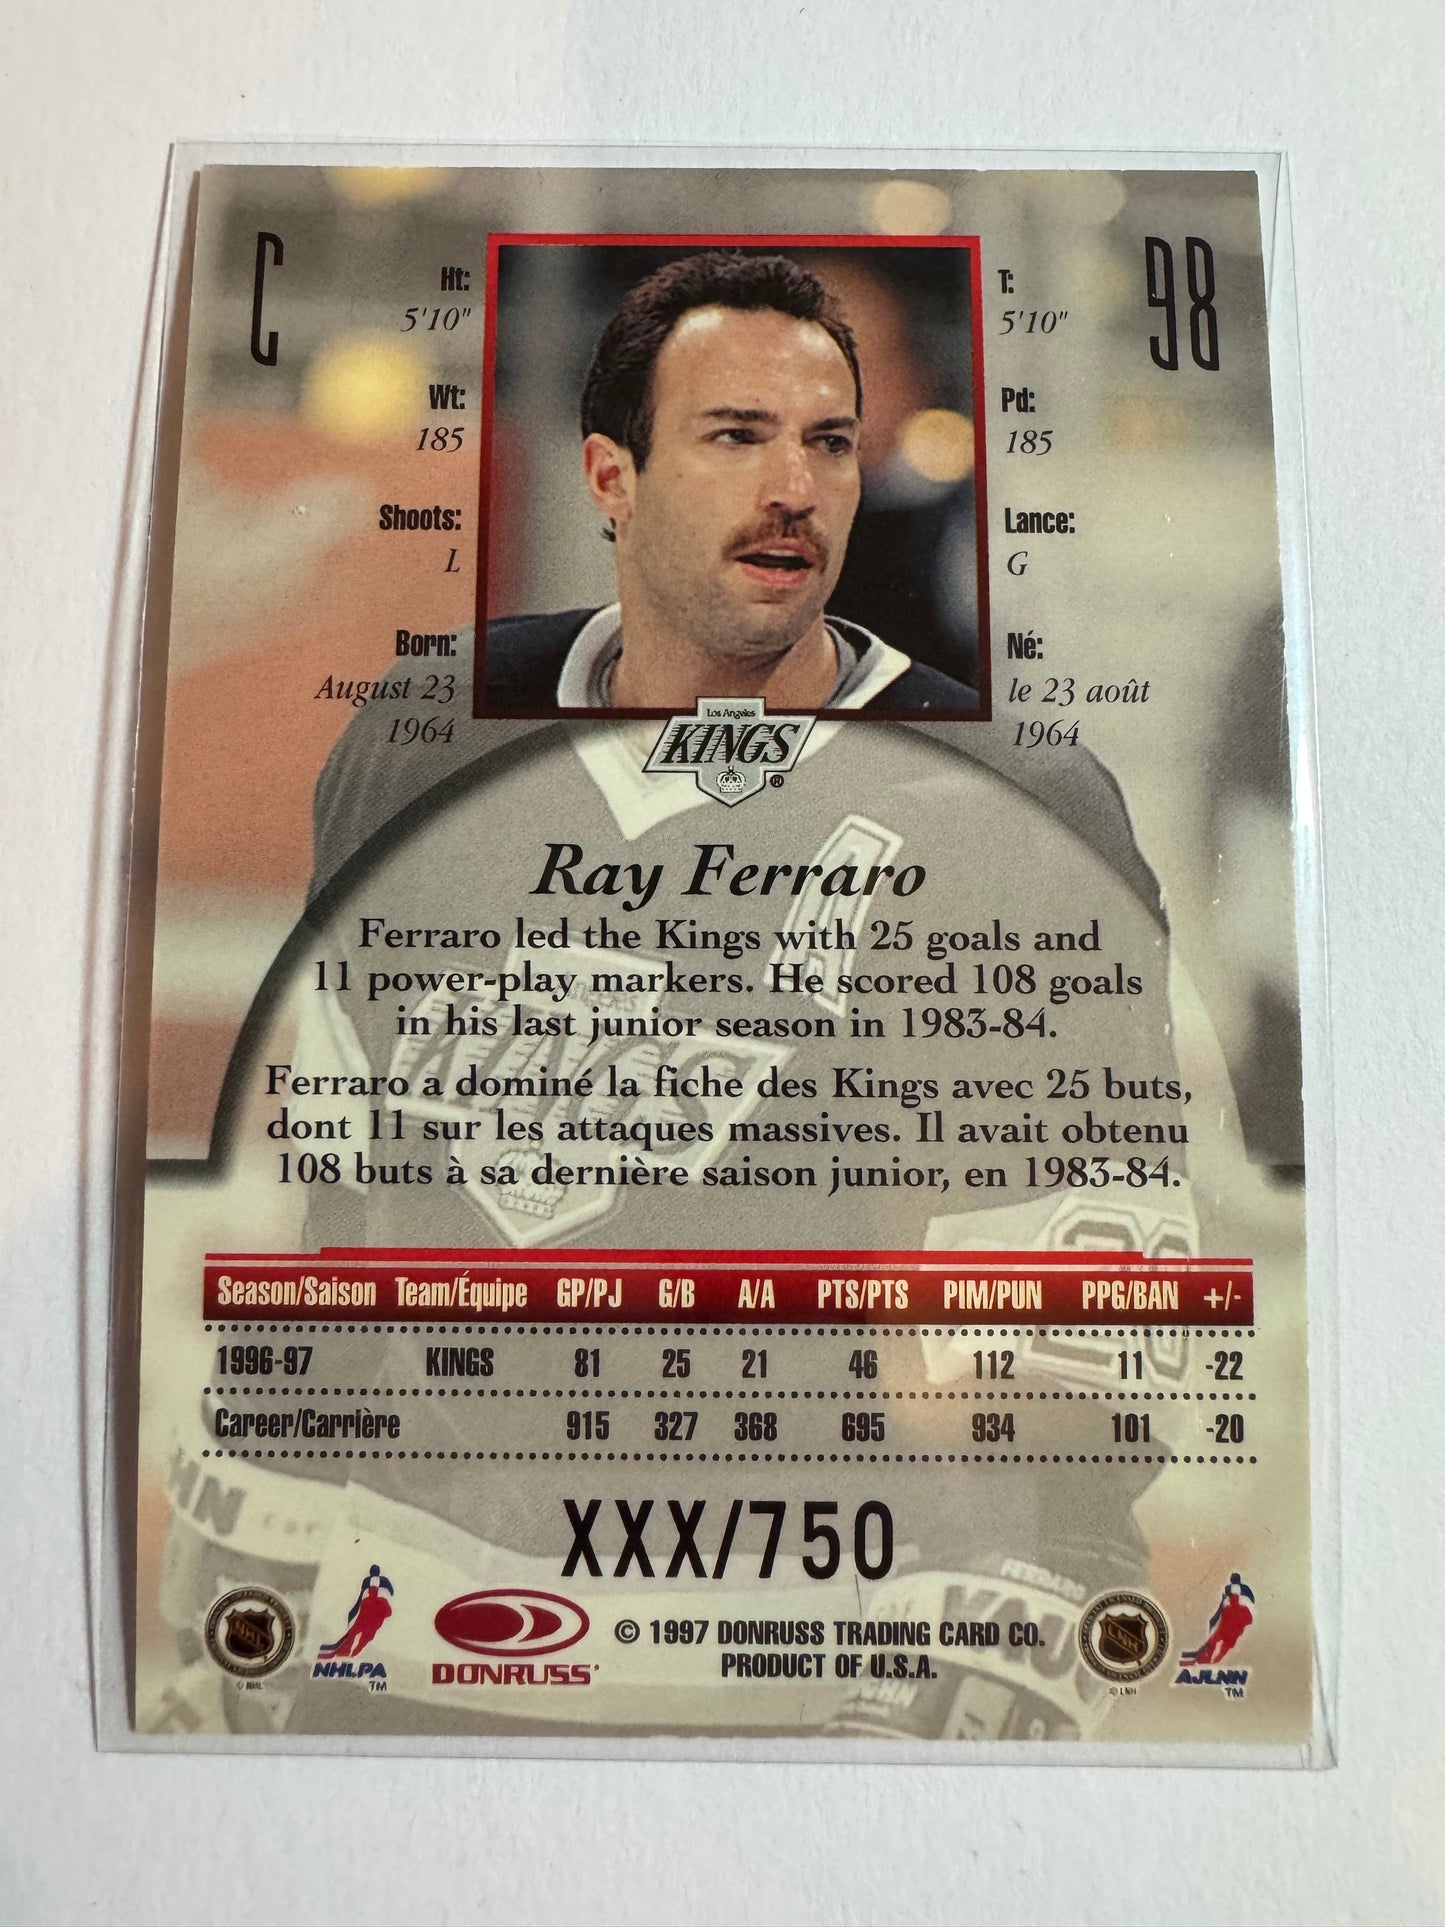 C
98
Ht:
5'10"
Wt:
185
Shoots:
L
Born:
August 23
1964
T:
5'10"
Pd:
185
Lance:
G
Né:
le 23 août
1964
Los Angeles
KINGS
®
Ray Ferraro
Ferraro led the Kings with 25 goals and
11 power-play markers. He scored 108 goals
in his last junior season in 1983-84.
Ferraro a dominé la fiche des Kings avec 25 buts,
dont 11 sur les attaques massives. Il avait obtenu
108 buts à sa dernière saison junior, en 1983-84.
Season/Saison Team/Équipe GP/PJ G/B A/A PTS/PTS PIM/PUN PPG/BAN +/-
1996-97 KINGS 81 25 21 46 112 11 -22
Career/Carrière 915 327 368 695 934 101 -20
XXX/750
NHLPA
TM
DONRUSS
© 1997 DONRUSS TRADING CARD CO.
PRODUCT OF U.S.A.
AJLNH
TM